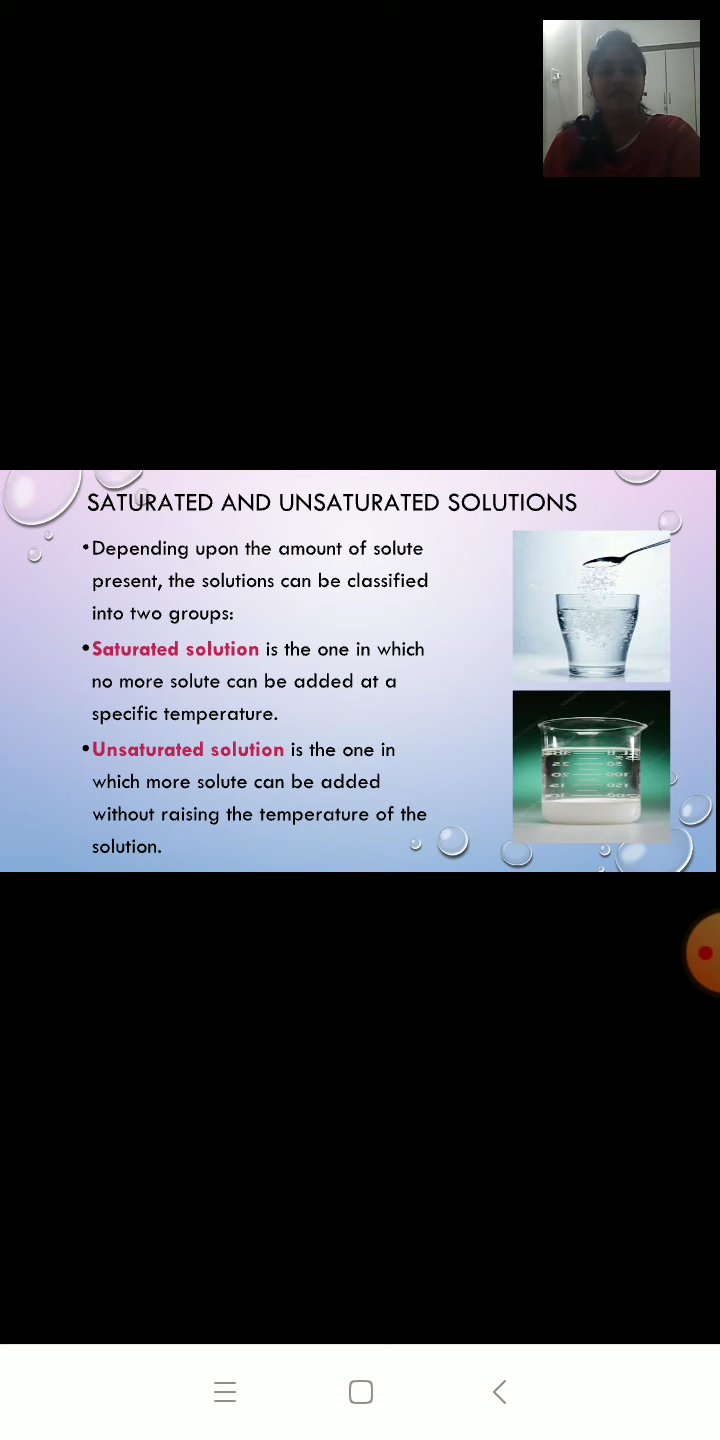 SATURATED AND UNSATURATED SOLUTIONS
•Depending upon the amount of solute
present, the solutions can be classified
into two groups:
•Saturated solution is the one in which
no more solute can be added at a
specific temperature.
•Unsaturated solution is the one in
which more solute can be added
without raising the temperature of the
solution.